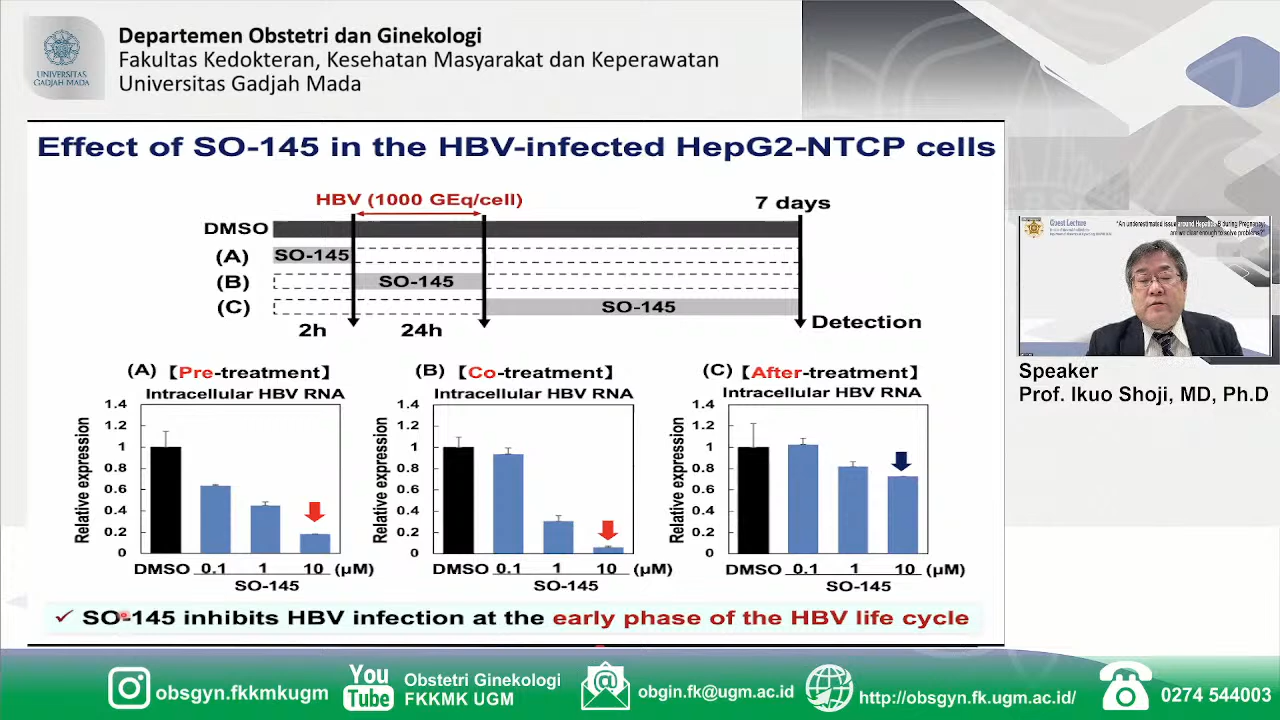 UNIVERSITAS
GADJAH MADA
Departemen Obstetri dan Ginekologi
Fakultas Kedokteran, Kesehatan Masyarakat dan Keperawatan
Universitas Gadjah Mada
Effect of SO-145 in the HBV-infected HepG2-NTCP cells
HBV (1000 GEq/cell)
7 days
DMSO
(A) SO-145
(B) SO-145
(C) SO-145
2h 24h Detection
(A) 【Pre-treatment】
Intracellular HBV RNA
Relative expression
1.4
1.2
1
0.8
0.6
0.4
0.2
0
DMSO 0.1 1 10 (μM)
SO-145
(B) 【Co-treatment】
Intracellular HBV RNA
Relative expression
1.4
1.2
1
0.8
0.6
0.4
0.2
0
DMSO 0.1 1 10 (μM)
SO-145
(C) 【After-treatment】
Intracellular HBV RNA
Relative expression
1.4
1.2
1
0.8
0.6
0.4
0.2
0
DMSO 0.1 1 10 (μM)
SO-145
✓ SO-145 inhibits HBV infection at the early phase of the HBV life cycle
Guest Lecture
"An underestimated issue around Hepatitis B during Pregnancy:
Speaker
Prof. Ikuo Shoji, MD, Ph.D
obsgyn.fkkmkugm
You
Tube
Obstetri Ginekologi
FKKMK UGM
obgin.fk@ugm.ac.id
http://obsgyn.fk.ugm.ac.id/
0274 544003